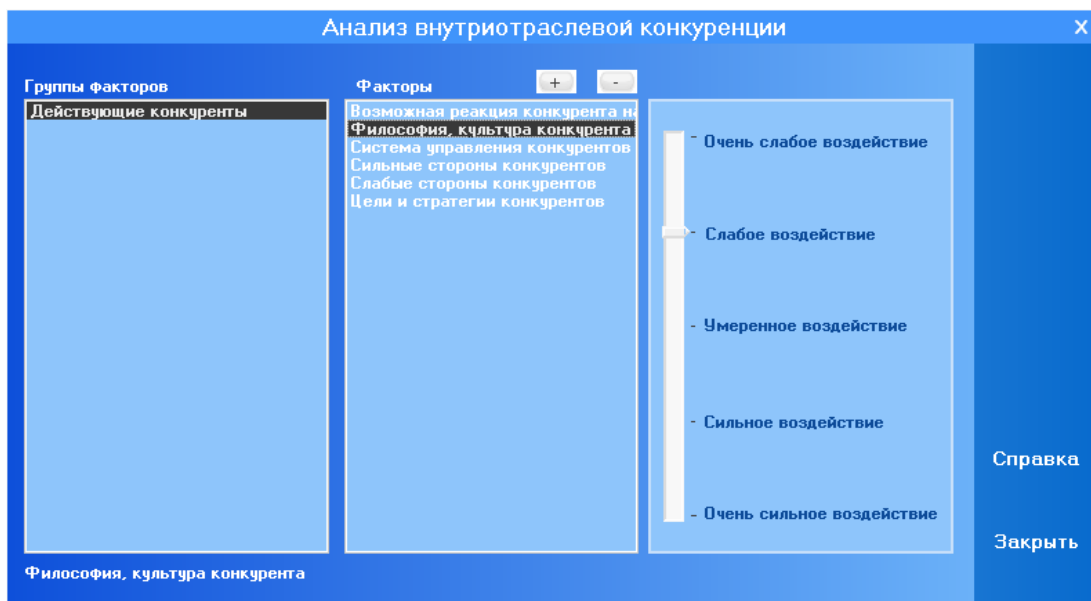 Анализ внутриотраслевой конкуренции X
Группы факторов
Действующие конкуренты
Факторы + -
Возможная реакция конкурента на
Философия, культура конкурента
Система управления конкурентов
Сильные стороны конкурентов
Слабые стороны конкурентов
Цели и стратегии конкурентов
- Очень слабое воздействие
- Слабое воздействие
- Умеренное воздействие
- Сильное воздействие
- Очень сильное воздействие
Справка
Закрыть
Философия, культура конкурента